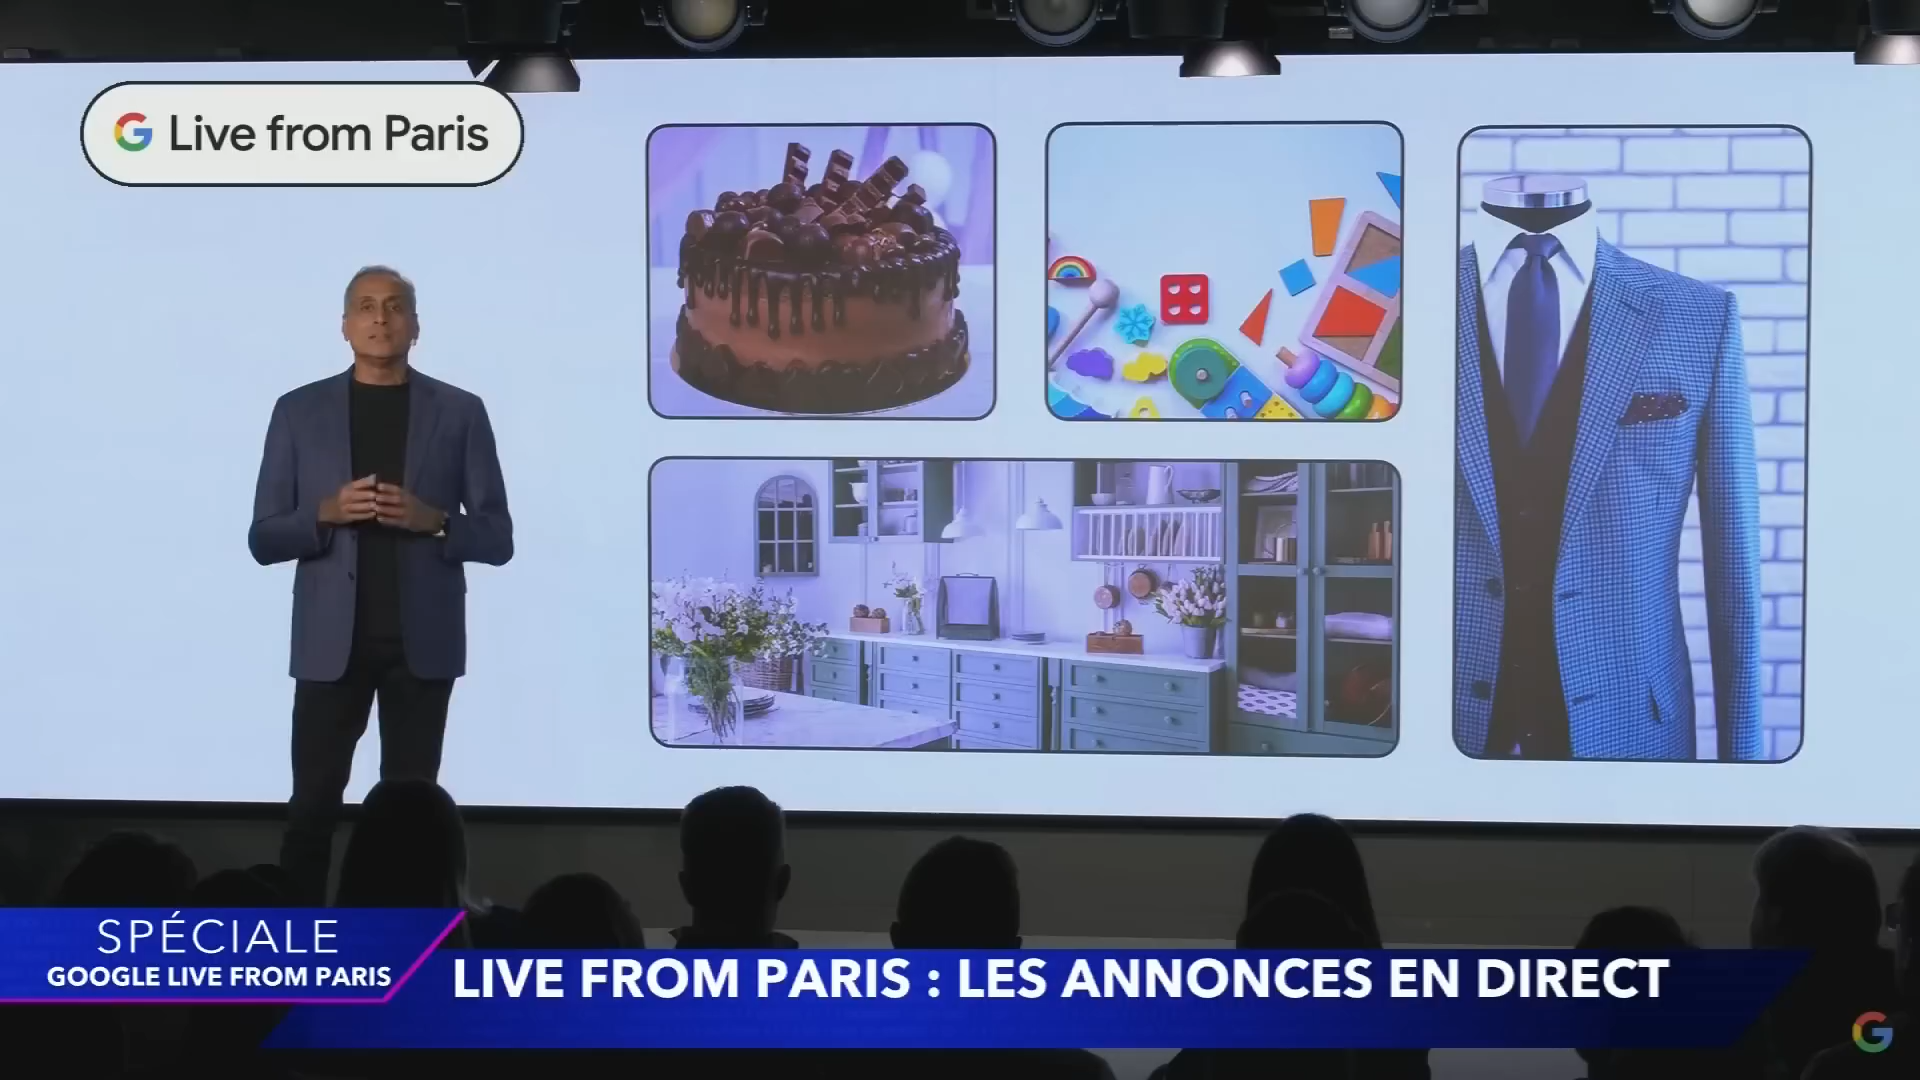 Live from Paris
SPÉCIALE
GOOGLE LIVE FROM PARIS
LIVE FROM PARIS : LES ANNONCES EN DIRECT